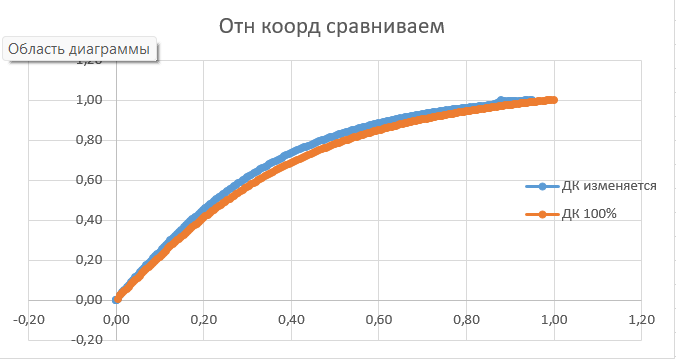 Отн коорд сравниваем
Область диаграммы
1,20
1,00
0,80
0,60
0,40
0,20
0,00
-0,20
-0,20 0,00 0,20 0,40 0,60 0,80 1,00 1,20
ДК изменяется
ДК 100%